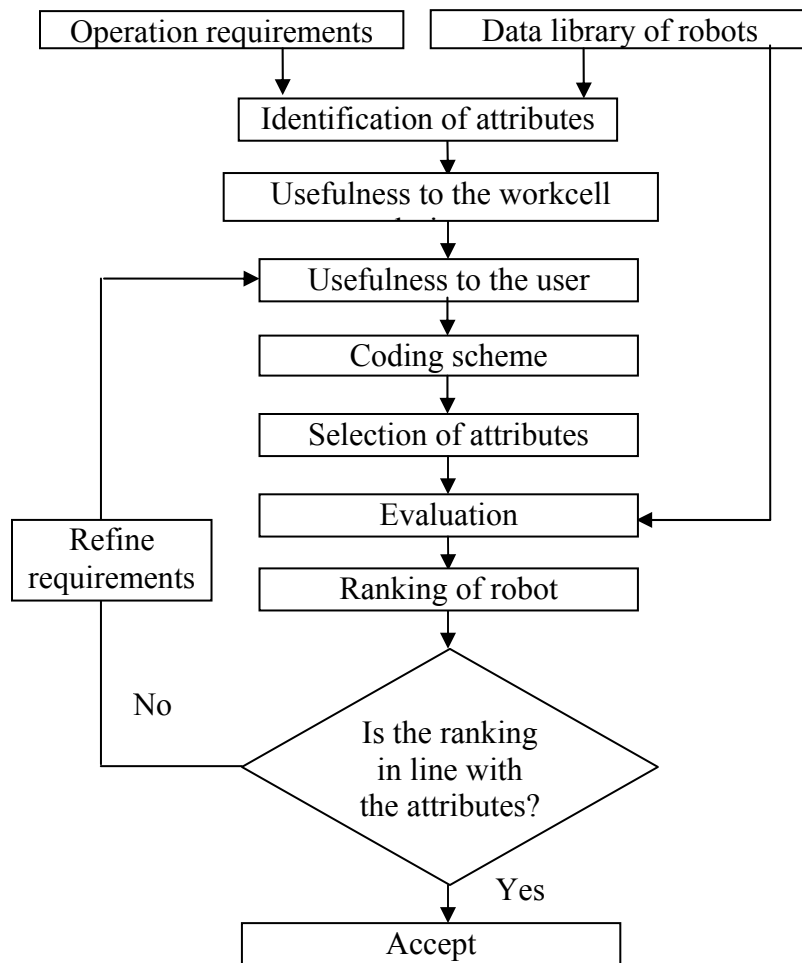 Operation requirements
Data library of robots
Identification of attributes
Usefulness to the workcell
Usefulness to the user
Coding scheme
Selection of attributes
Evaluation
Refine
requirements
Ranking of robot
No
Is the ranking
in line with
the attributes?
Yes
Accept